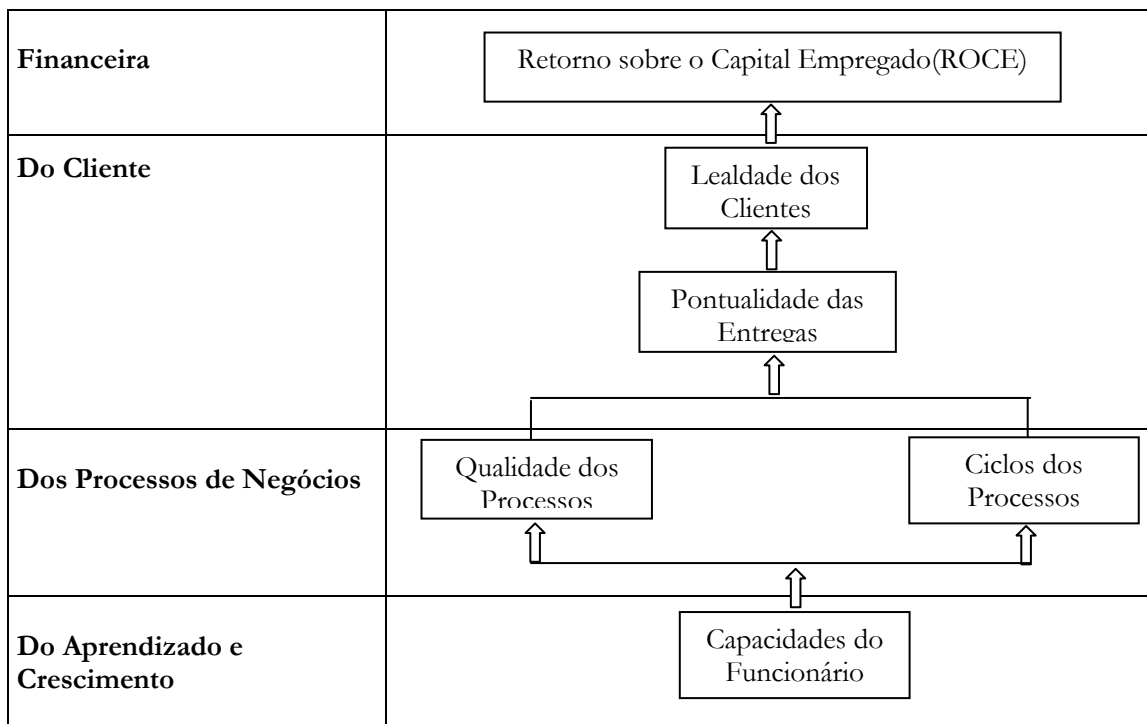 Financeira
Retorno sobre o Capital Empregado(ROCE)
Do Cliente
Lealdade dos
Clientes
Pontualidade das
Entregas
Dos Processos de Negócios
Qualidade dos
Processos
Ciclos dos
Processos
Do Aprendizado e
Crescimento
Capacidades do
Funcionário